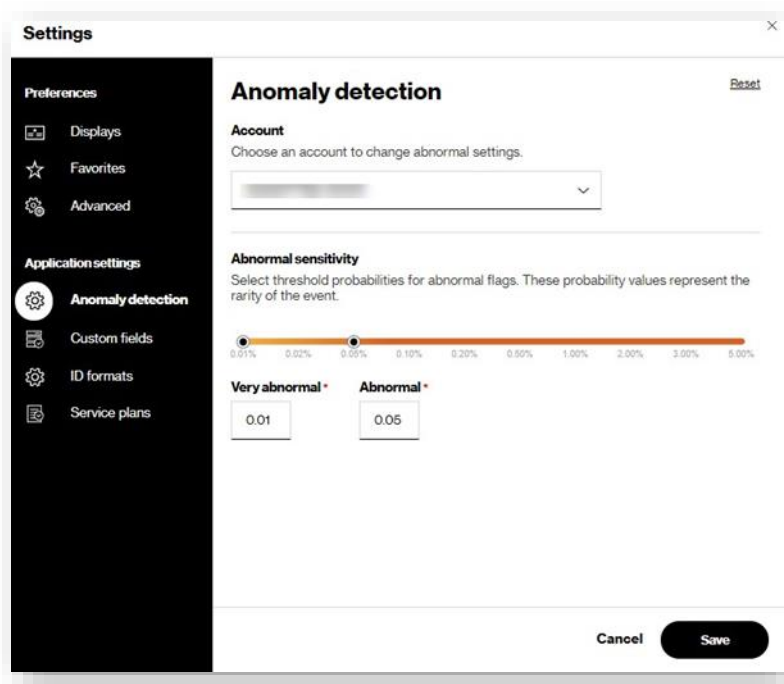 Settings
Preferences
Displays
Favorites
Advanced
Application settings
Anomaly detection
Custom fields
ID formats
Service plans
Anomaly detection
Reset
Account
Choose an account to change abnormal settings.
Abnormal sensitivity
Select threshold probabilities for abnormal flags. These probability values represent the
rarity of the event.
0.01% 0.02% 0.05% 0.10% 0.20% 0.50% 1.00% 2.00% 3.00% 5.00%
Very abnormal * Abnormal *
0.01 0.05
Cancel Save